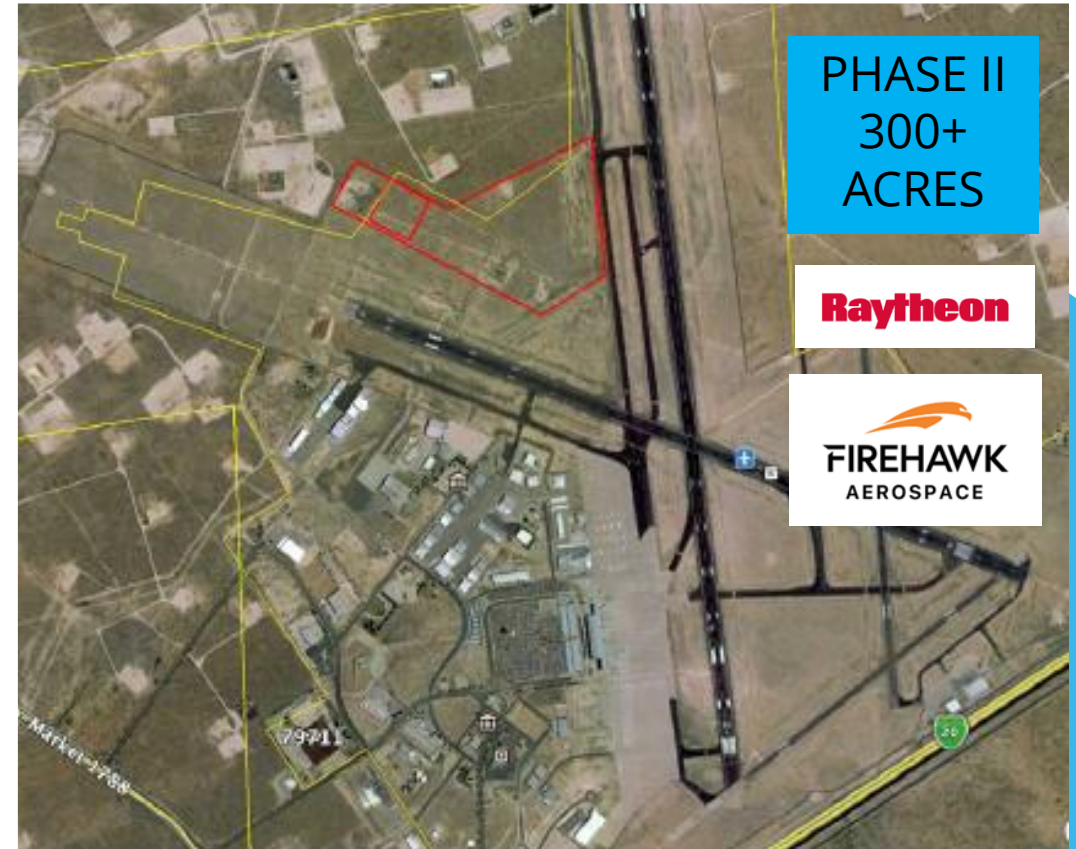 PHASE II
300+
ACRES
Raytheon
FIREHAWK
AEROSPACE
79711
Market 1788
20